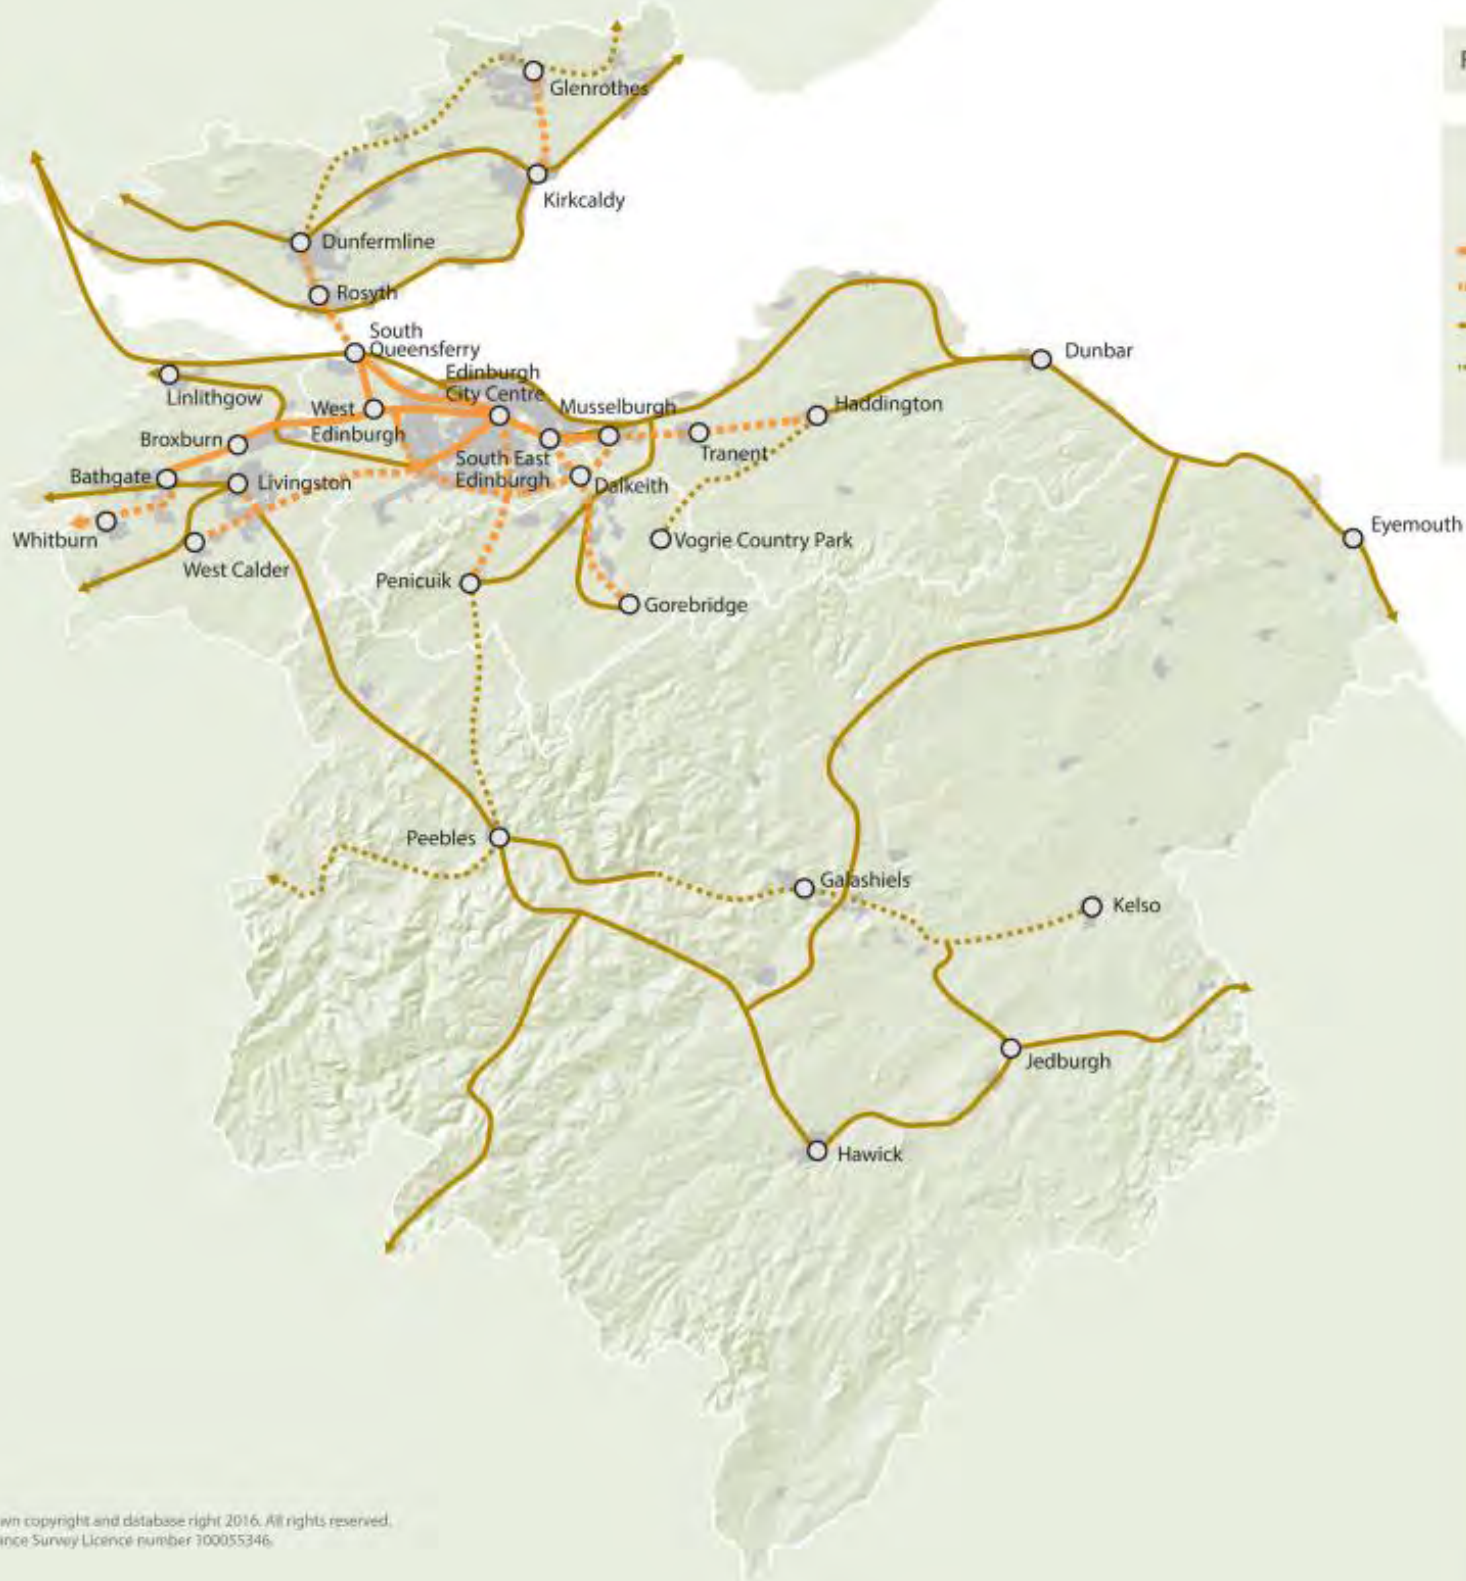 Glenrothes
Kirkcaldy
Dunfermline
Rosyth
South
Queensferry
Edinburgh
City Centre
Linlithgow
West
Edinburgh
Musselburgh
Haddington
Dunbar
Broxburn
Tranent
South East
Edinburgh
Bathgate
Livingston
Dalkeith
Whitburn
West Calder
Vogrie Country Park
Eyemouth
Penicuik
Gorebridge
Peebles
Galashiels
Kelso
Jedburgh
Hawick
wn copyright and database right 2016. All rights reserved.
ance Survey Licence number 100055346.